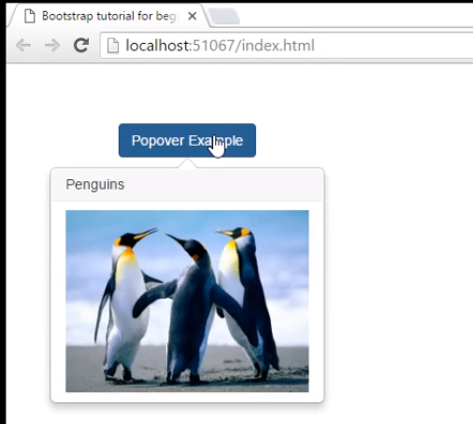 Bootstrap tutorial for beg
localhost:51067/index.html
Popover Example
Penguins